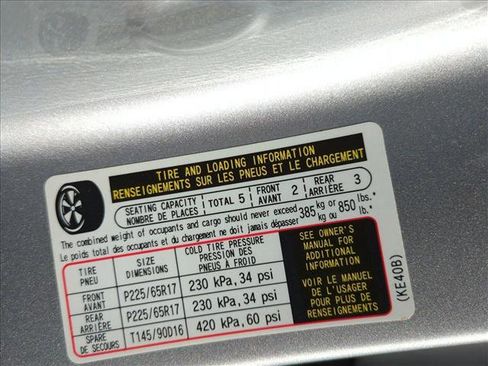 TIRE AND LOADING INFORMATION
RENSEIGNEMENTS SUR LES PNEUS ET LE CHARGEMENT
SEATING CAPACITY
NOMBRE DE PLACES
TOTAL 5
FRONT
AVANT
2
REAR
ARRIÈRE
3
The combined weight of occupants and cargo should never exceed 385 kg or 850 lbs.
Le poids total des occupants et du chargement ne doit jamais dépasser 385 kg ou 850 lb.
TIRE
PNEU
SIZE
DIMENSIONS
COLD TIRE PRESSURE
PRESSION DES
PNEUS À FROID
FRONT
AVANT
P225/65R17
230 kPa, 34 psi
REAR
ARRIÈRE
P225/65R17
230 kPa, 34 psi
SPARE
DE SECOURS
T145/90D16
420 kPa, 60 psi
SEE OWNER'S
MANUAL FOR
ADDITIONAL
INFORMATION
VOIR LE MANUEL
DE L'USAGER
POUR PLUS DE
RENSEIGNEMENTS
(KE40B)